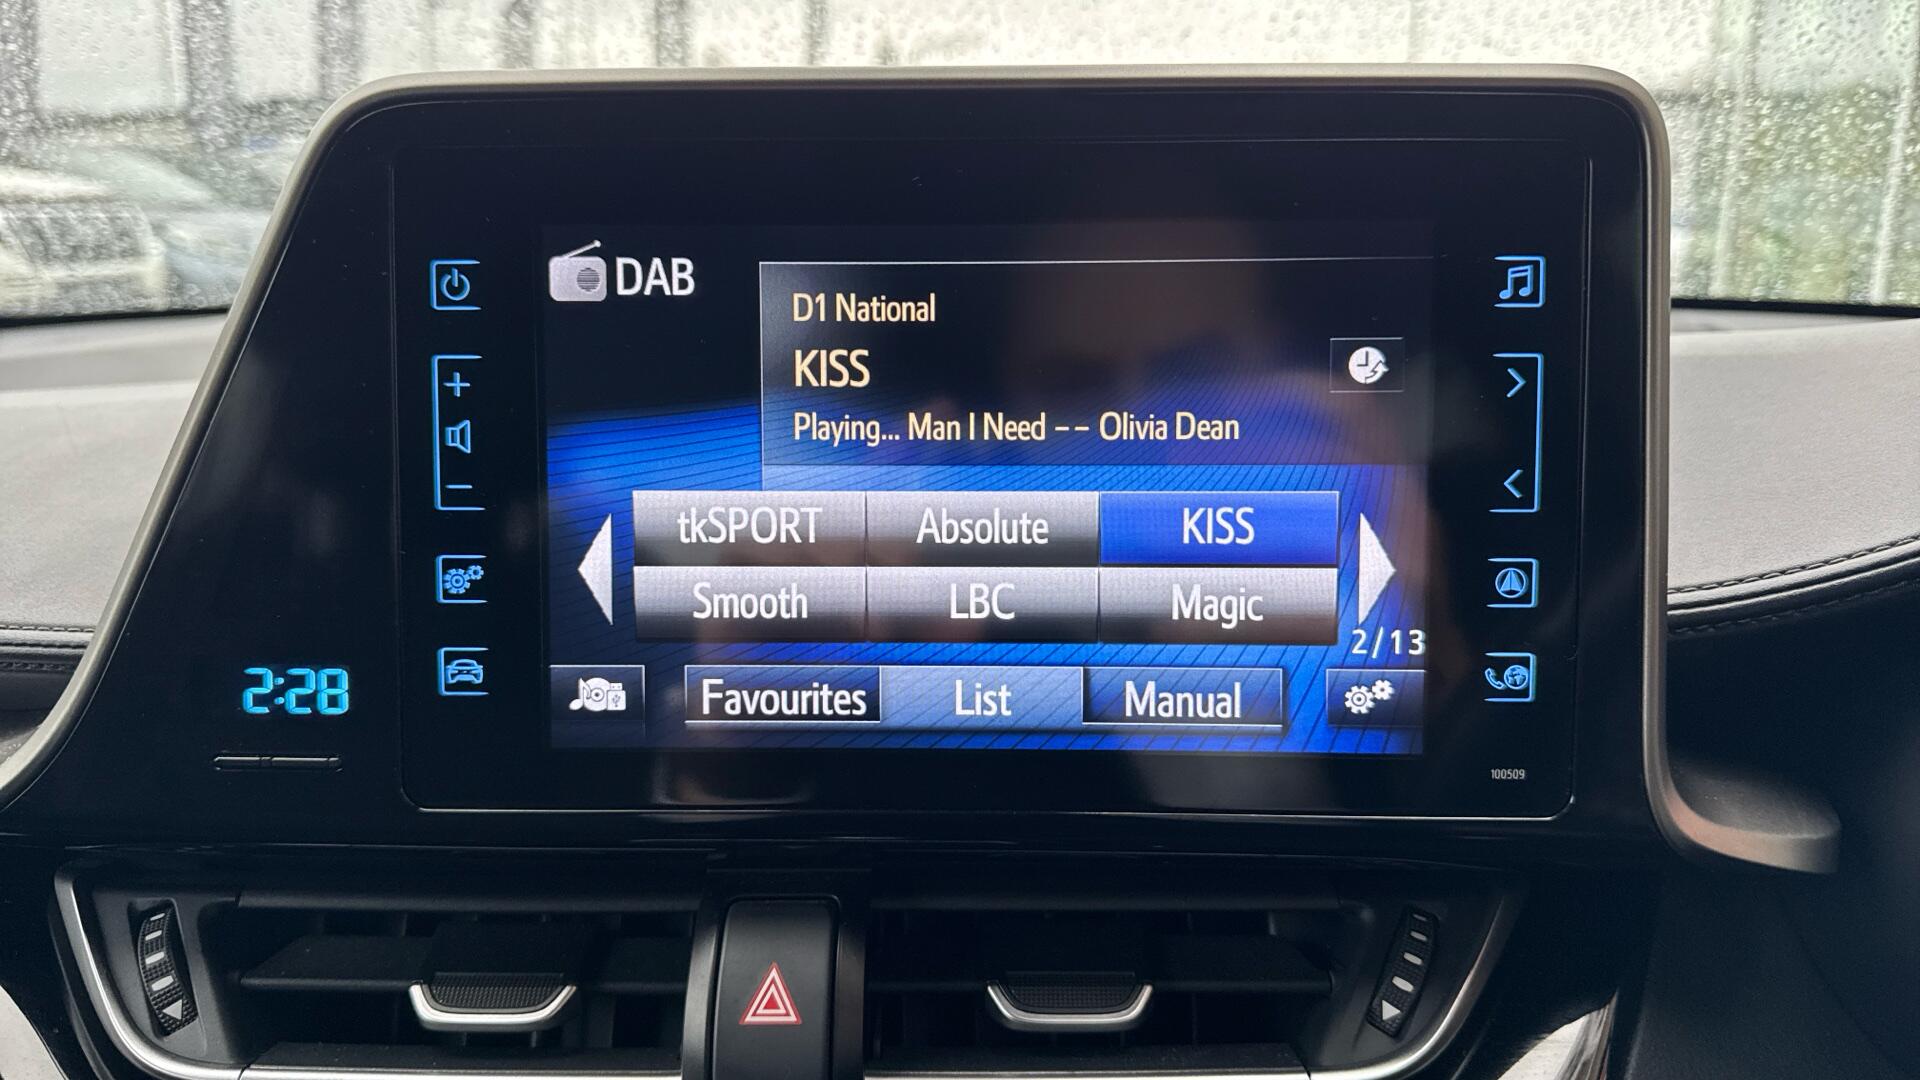 DAB
D1 National
KISS
Playing... Man I Need -- Olivia Dean
tkSPORT Absolute KISS
Smooth LBC Magic
2/13
Favourites List Manual
2:28
100509